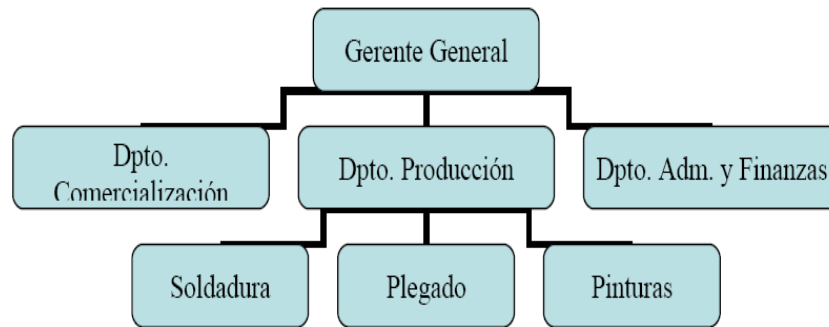 Gerente General
Dpto.
Comercialización
Dpto. Producción
Dpto. Adm. y Finanzas
Soldadura
Plegado
Pinturas